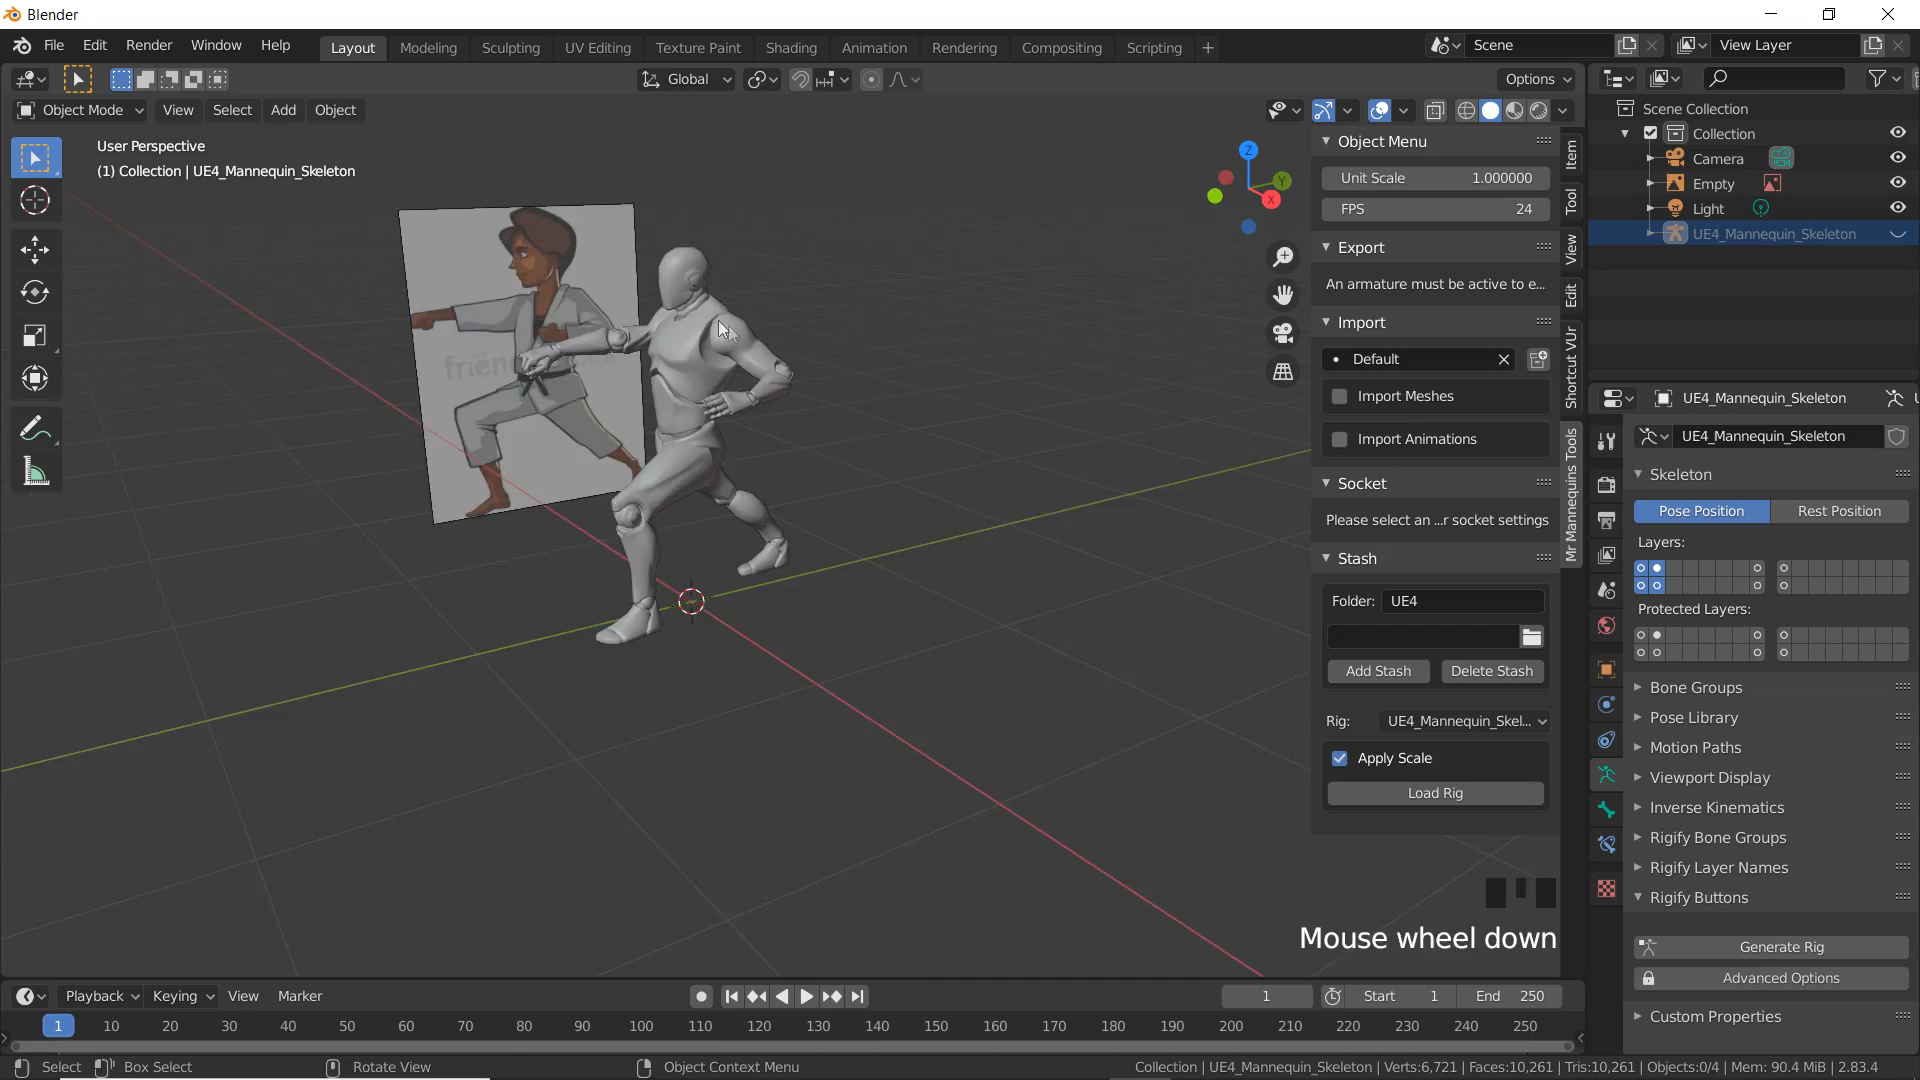 Blender
File Edit Render Window Help Layout Modeling Sculpting UV Editing Texture Paint Shading Animation Rendering Compositing Scripting + Scene View Layer
Global Options
Object Mode View Select Add Object
User Perspective
(1) Collection | UE4_Mannequin_Skeleton
Z
Y
X
Object Menu
Unit Scale 1.000000
FPS 24
Export
An armature must be active to e...
Import
Default
Import Meshes
Import Animations
Socket
Please select an ...r socket settings
Stash
Folder: UE4
Add Stash Delete Stash
Rig: UE4_Mannequin_Skel...
Apply Scale
Load Rig
Item
Tool
View
Edit
Shortcut VUr
Mr Mannequins Tools
Scene Collection
Collection
Camera
Empty
Light
UE4_Mannequin_Skeleton
UE4_Mannequin_Skeleton
UE4_Mannequin_Skeleton
Skeleton
Pose Position Rest Position
Layers:
Protected Layers:
Bone Groups
Pose Library
Motion Paths
Viewport Display
Inverse Kinematics
Rigify Bone Groups
Rigify Layer Names
Rigify Buttons
Generate Rig
Advanced Options
Custom Properties
Mouse wheel down
Playback Keying View Marker 1 Start 1 End 250
1 10 20 30 40 50 60 70 80 90 100 110 120 130 140 150 160 170 180 190 200 210 220 230 240 250
Select Box Select Rotate View Object Context Menu Collection | UE4_Mannequin_Skeleton | Verts:6,721 | Faces:10,261 | Tris:10,261 | Objects:0/4 | Mem: 90.4 MiB | 2.83.4